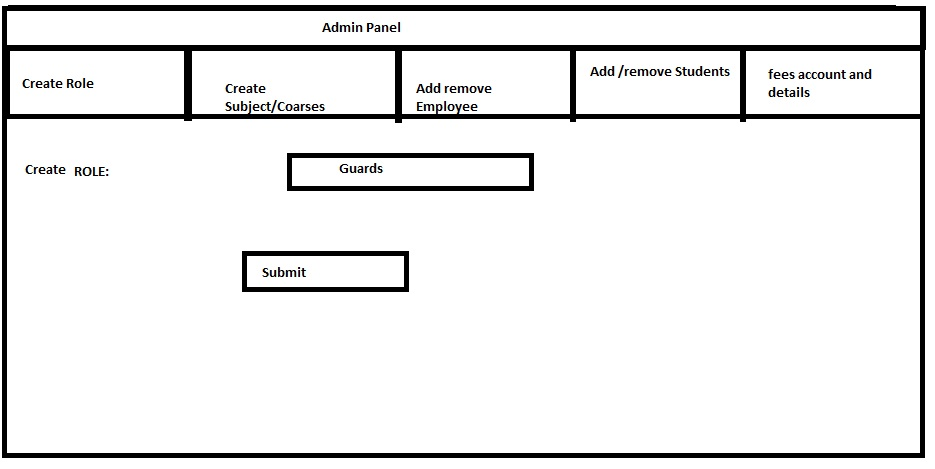 Admin Panel
Create Role
Create
Subject/Coarses
Add remove
Employee
Add /remove Students
fees account and
details
Create ROLE:
Guards
Submit